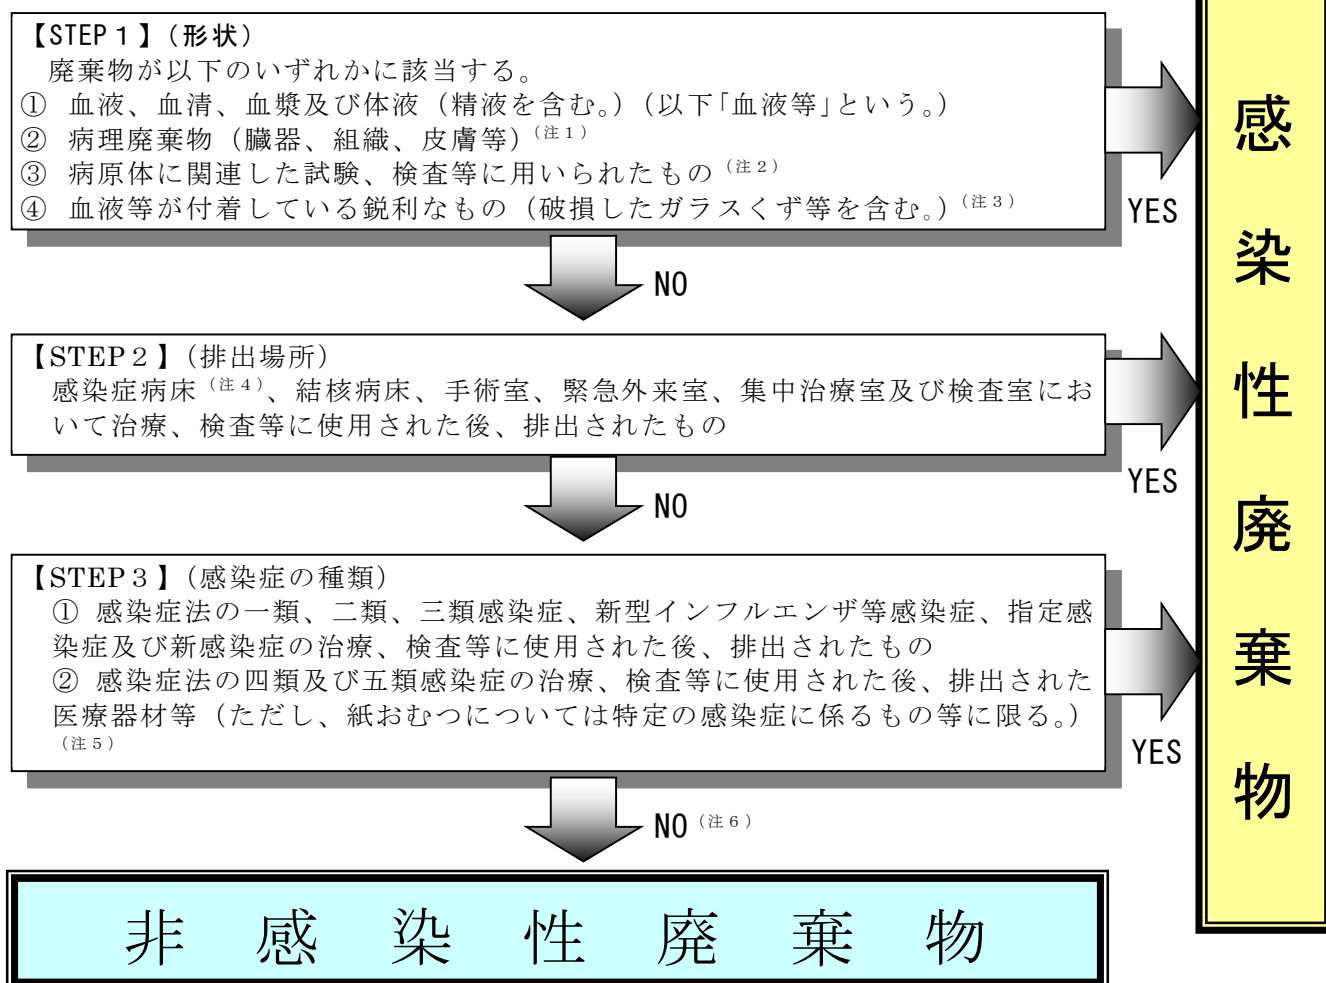 【STEP１】（形状）
廃棄物が以下のいずれかに該当する。
① 血液、血清、血漿及び体液（精液を含む。）（以下「血液等」という。）
② 病理廃棄物（臓器、組織、皮膚等）（注１）
③ 病原体に関連した試験、検査等に用いられたもの（注２）
④ 血液等が付着している鋭利なもの（破損したガラスくず等を含む。）（注３）
YES
NO
【STEP２】（排出場所）
感染症病床（注４）、結核病床、手術室、緊急外来室、集中治療室及び検査室にお
いて治療、検査等に使用された後、排出されたもの
YES
NO
【STEP３】（感染症の種類）
① 感染症法の一類、二類、三類感染症、新型インフルエンザ等感染症、指定感
染症及び新感染症の治療、検査等に使用された後、排出されたもの
② 感染症法の四類及び五類感染症の治療、検査等に使用された後、排出された
医療器材等（ただし、紙おむつについては特定の感染症に係るもの等に限る。）
（注５）
YES
NO（注６）
非感染性廃棄物
感染性廃棄物